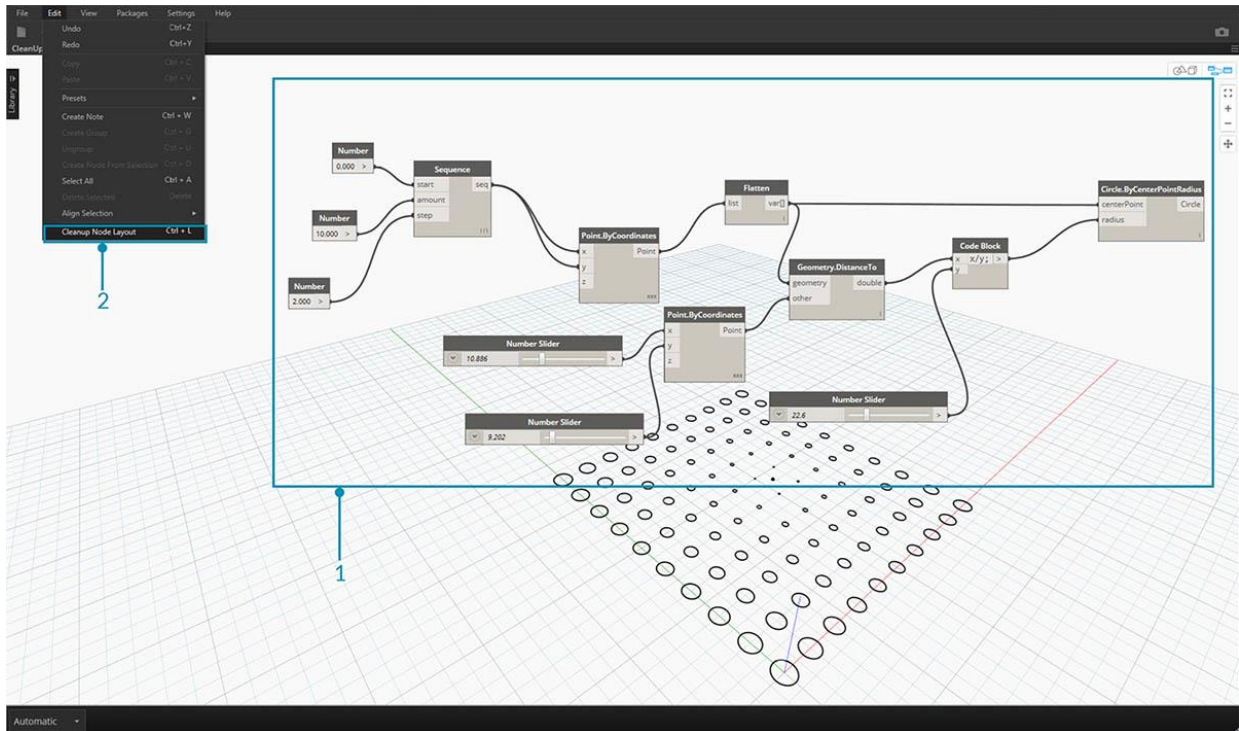 File Edit View Packages Settings Help
CleanUp
Undo Ctrl+Z
Redo Ctrl+Y
Copy Ctrl + C
Paste Ctrl + V
Presets
Create Note Ctrl + W
Create Group Ctrl + G
Ungroup Ctrl + U
Create Node From Selection Ctrl + D
Select All Ctrl + A
Delete Selected Delete
Align Selection
Cleanup Node Layout Ctrl + L
2
Library
Number
0.000 >
Number
10.000 >
Number
2.000 >
Sequence
start seq
amount
step
Point.ByCoordinates
x Point
y
z
Flatten
list var[]
Geometry.DistanceTo
geometry double
other
Code Block
x x/y; >
y
Circle.ByCenterPointRadius
centerPoint Circle
radius
Point.ByCoordinates
x Point
y
z
Number Slider
10.886 >
Number Slider
9.202 >
Number Slider
22.6 >
1
Automatic